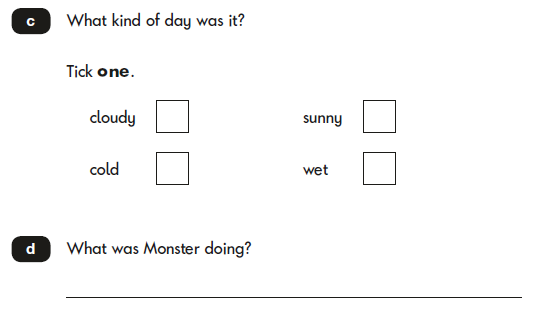 c What kind of day was it?
Tick one.
cloudy sunny
cold wet
d What was Monster doing?